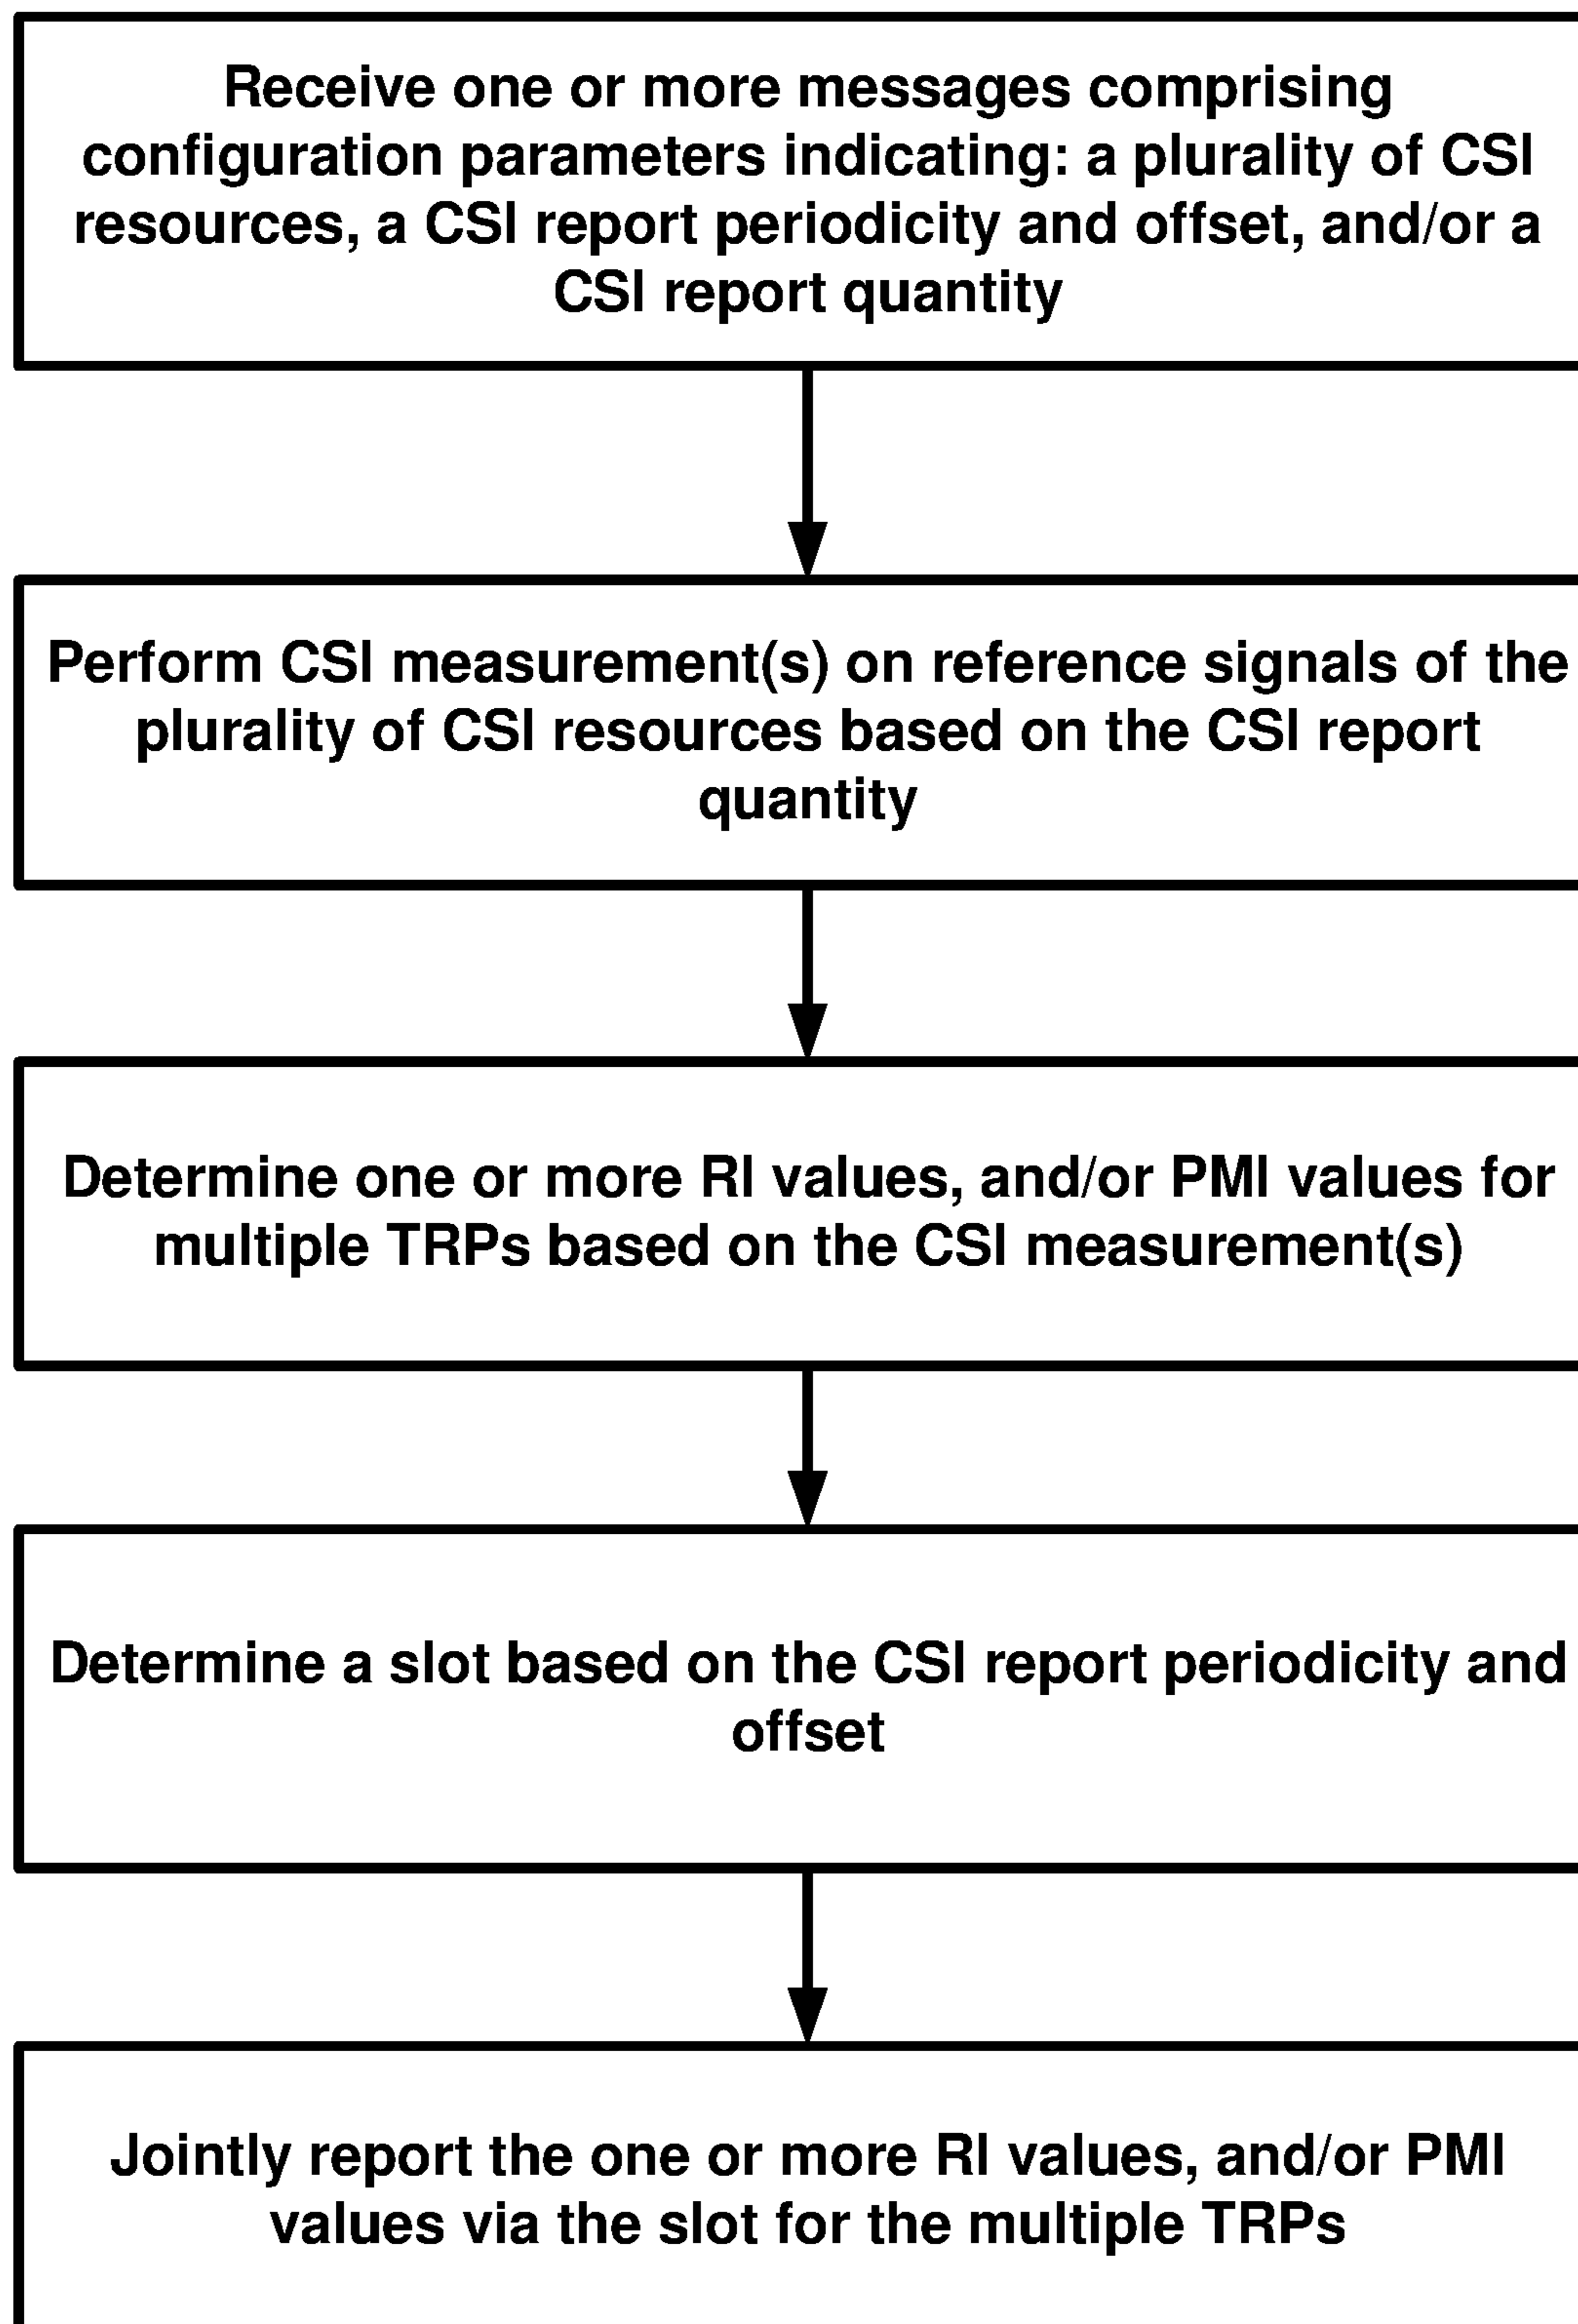 Receive one or more messages comprising
configuration parameters indicating: a plurality of CSI
resources, a CSI report periodicity and offset, and/or a
CSI report quantity
Perform CSI measurement(s) on reference signals of the
plurality of CSI resources based on the CSI report
quantity
Determine one or more RI values, and/or PMI values for
multiple TRPs based on the CSI measurement(s)
Determine a slot based on the CSI report periodicity and
offset
Jointly report the one or more RI values, and/or PMI
values via the slot for the multiple TRPs